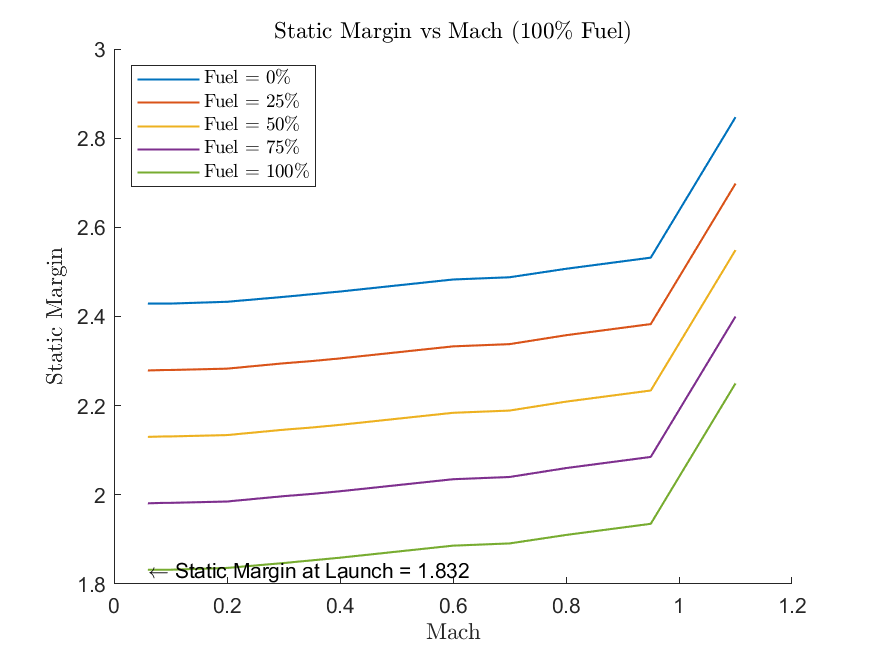 Static Margin vs Mach (100% Fuel)
3
2.8
2.6
2.4
2.2
2
1.8
Static Margin
Fuel = 0%
Fuel = 25%
Fuel = 50%
Fuel = 75%
Fuel = 100%
← Static Margin at Launch = 1.832
0 0.2 0.4 0.6 0.8 1 1.2
Mach